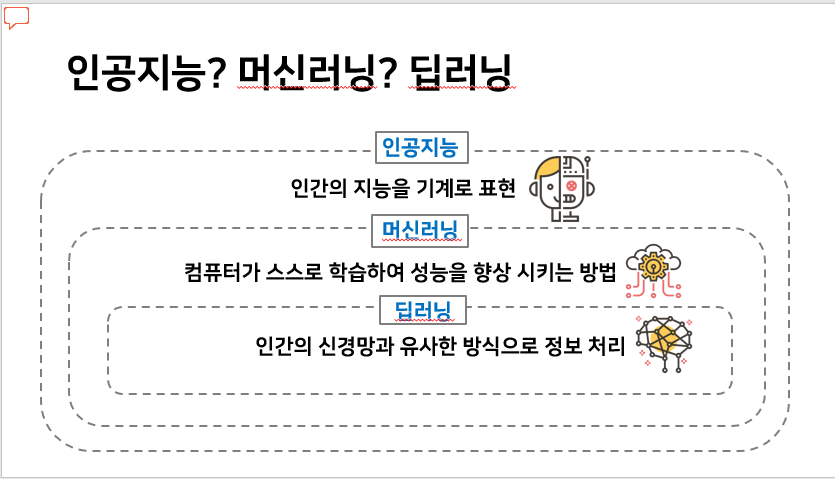 인공지능? 머신러닝? 딥러닝
인공지능
인간의 지능을 기계로 표현
머신러닝
컴퓨터가 스스로 학습하여 성능을 향상 시키는 방법
딥러닝
인간의 신경망과 유사한 방식으로 정보 처리